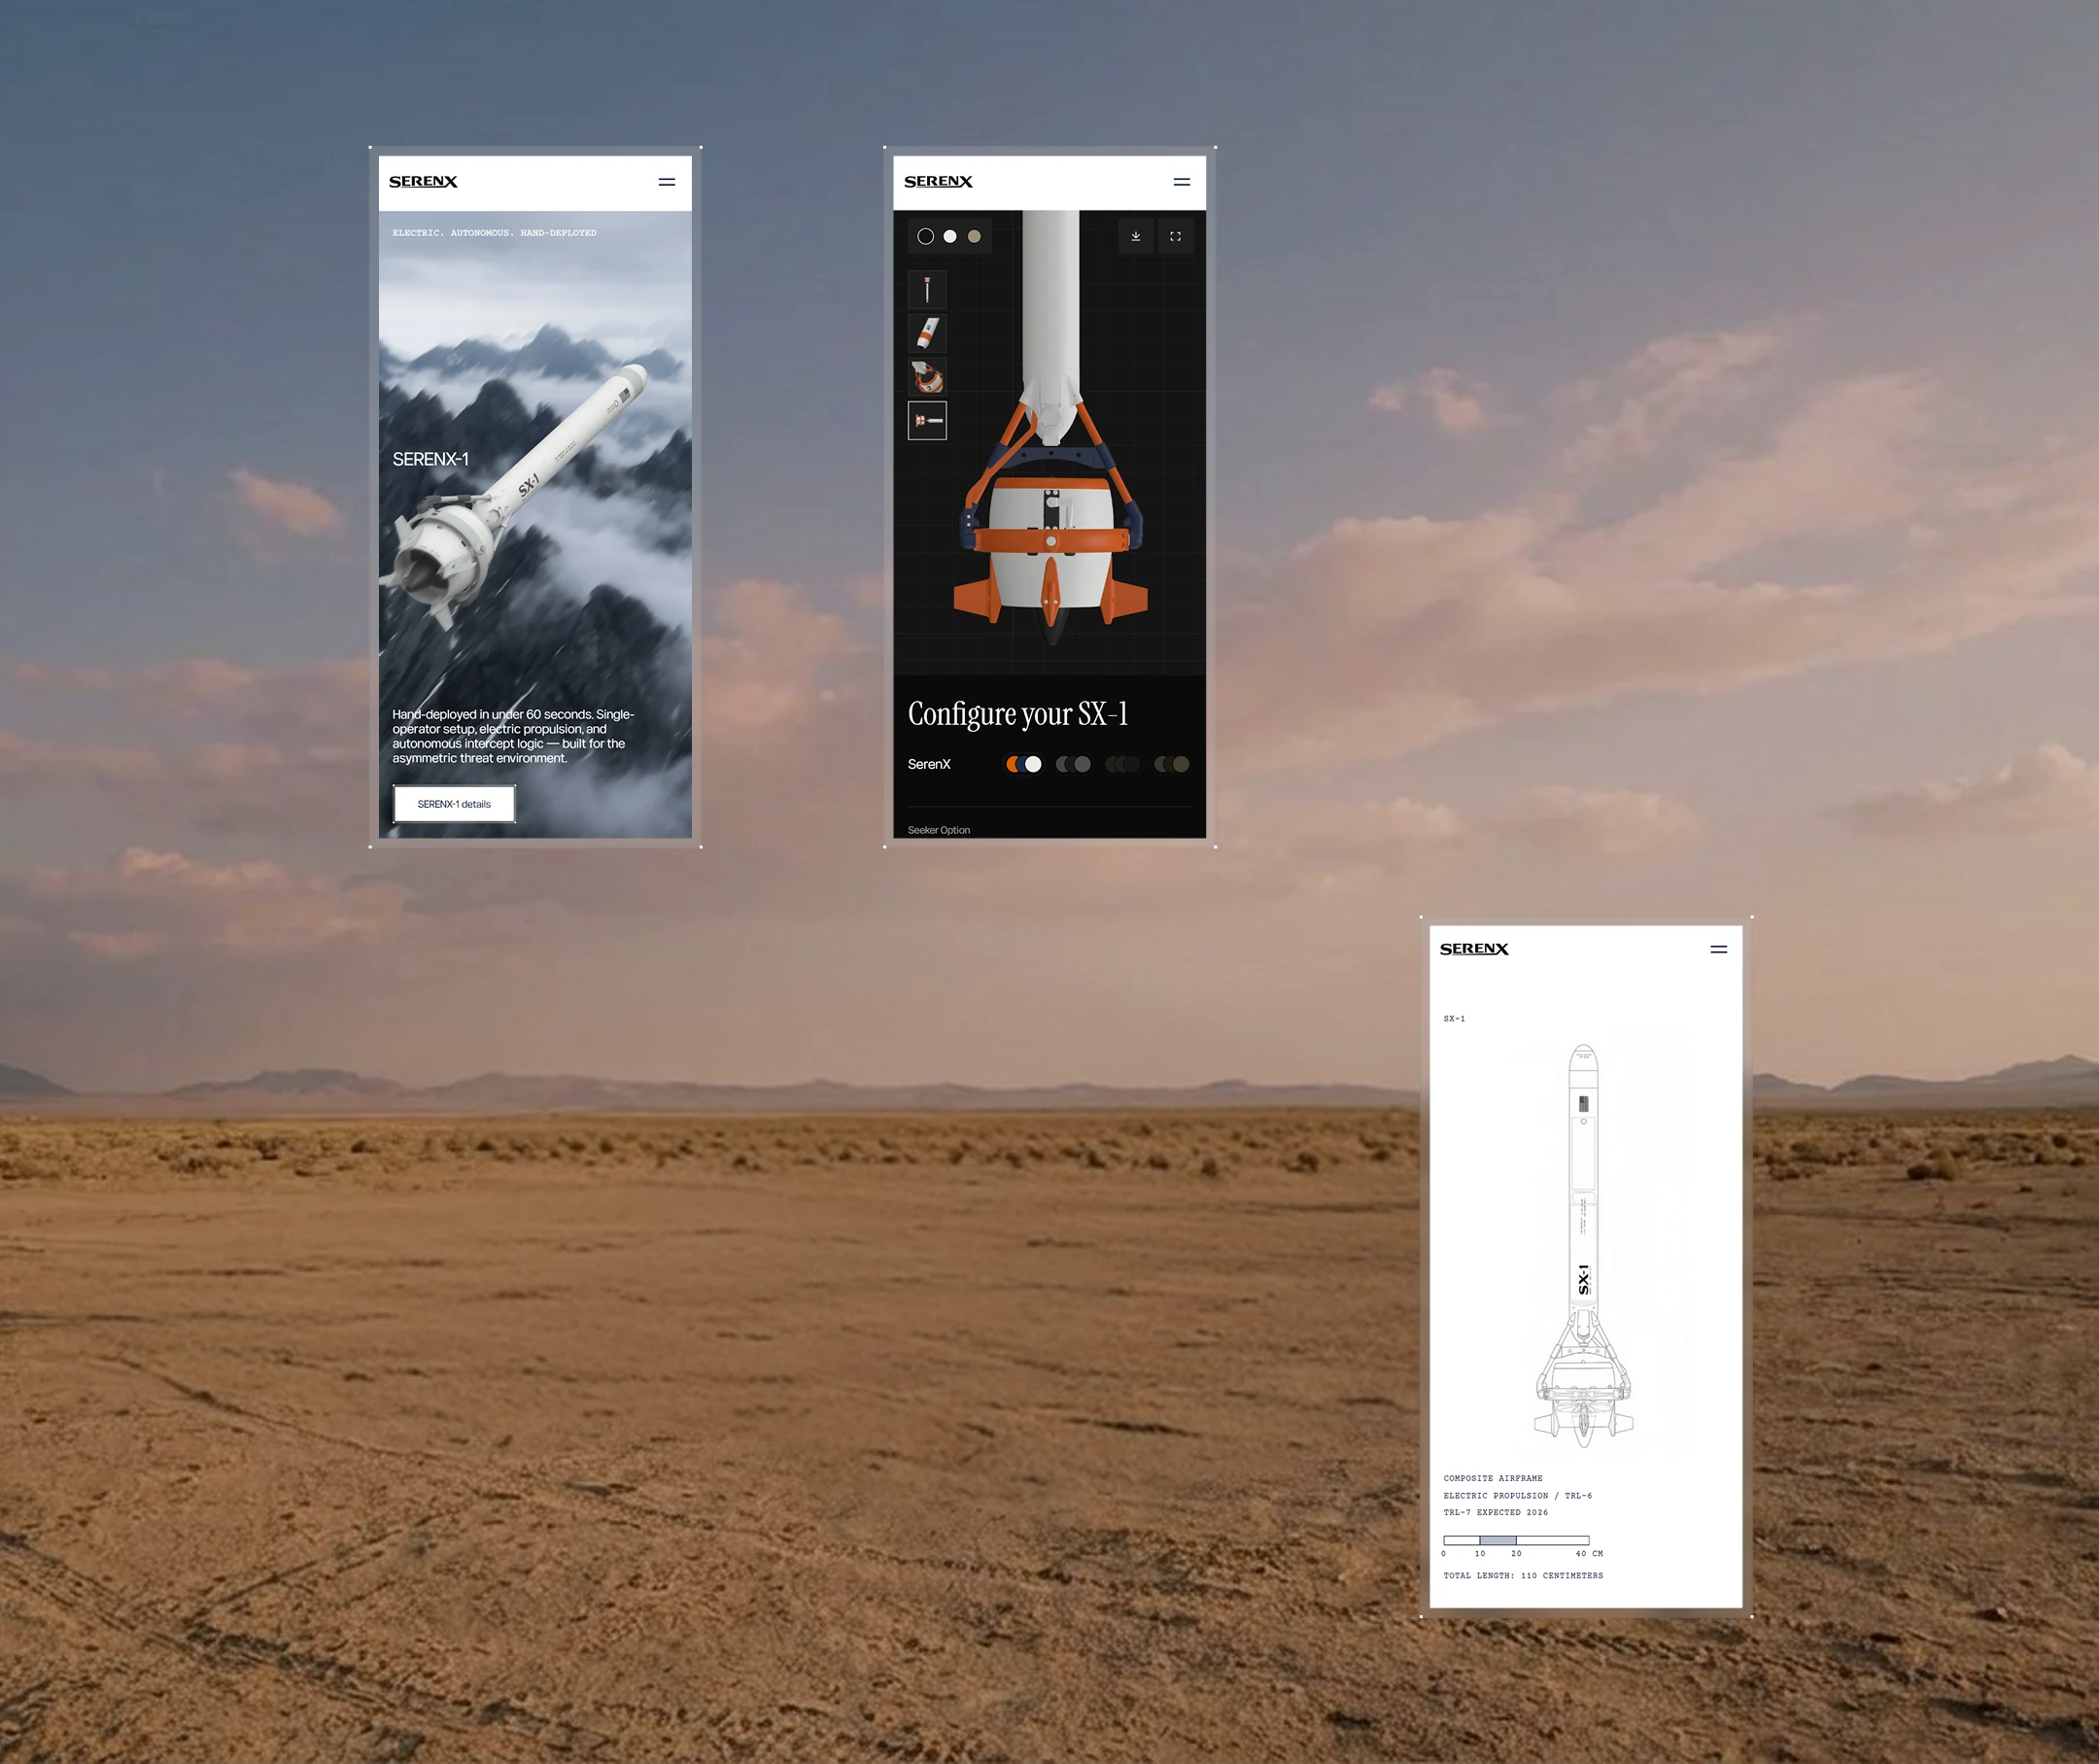 SERENX
ELECTRIC. AUTONOMOUS. HAND-DEPLOYED
SERENX-1
SX-1
Hand-deployed in under 60 seconds. Single-
operator setup, electric propulsion, and
autonomous intercept logic — built for the
asymmetric threat environment.
SERENX-1 details
SERENX
Configure your SX-1
SerenX
Seeker Option
SERENX
SX-1
SX-1
COMPOSITE AIRFRAME
ELECTRIC PROPULSION / TRL-6
TRL-7 EXPECTED 2026
0 10 20 40 CM
TOTAL LENGTH: 110 CENTIMETERS